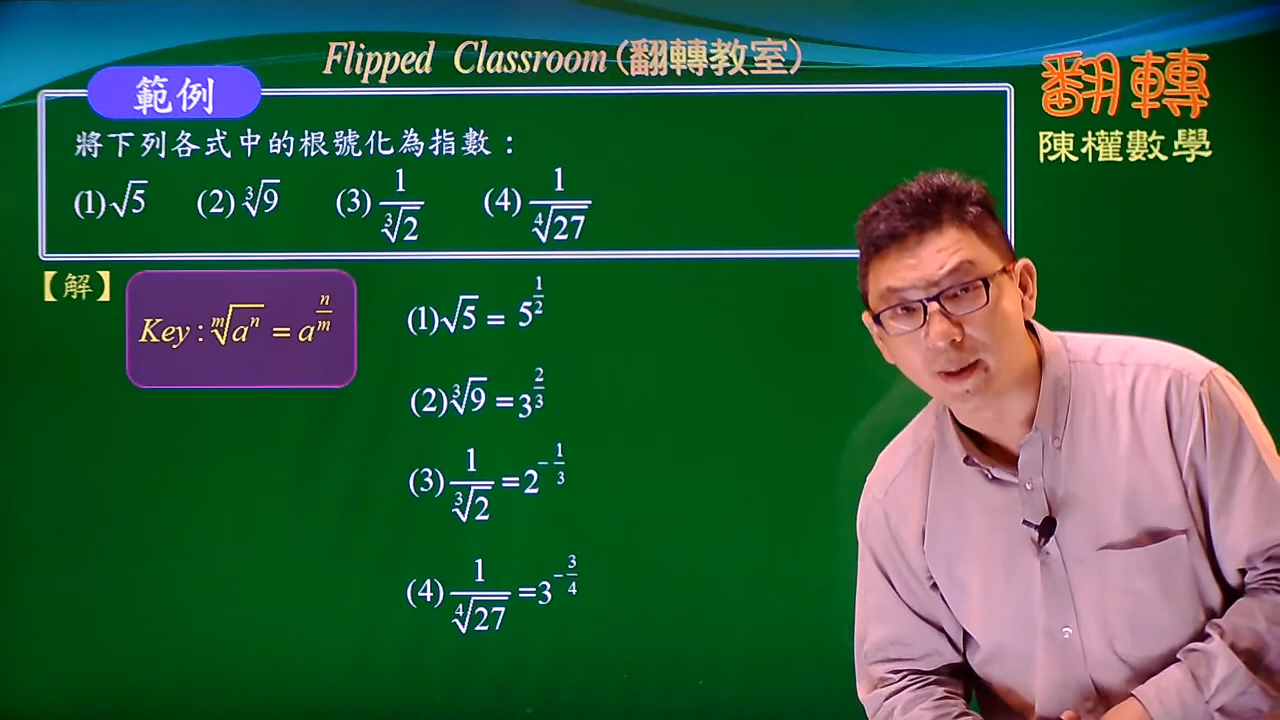 Flipped Classroom(翻轉教室)
翻轉
陳權數學
範例
將下列各式中的根號化為指數：
(1)√5 (2)∛9 (3)1/∛2 (4)1/∜27
【解】
Key : ᵐ√aⁿ = a^(n/m)
(1)√5 = 5^(1/2)
(2)∛9 = 3^(2/3)
(3)1/∛2 = 2^(-1/3)
(4)1/∜27 = 3^(-3/4)